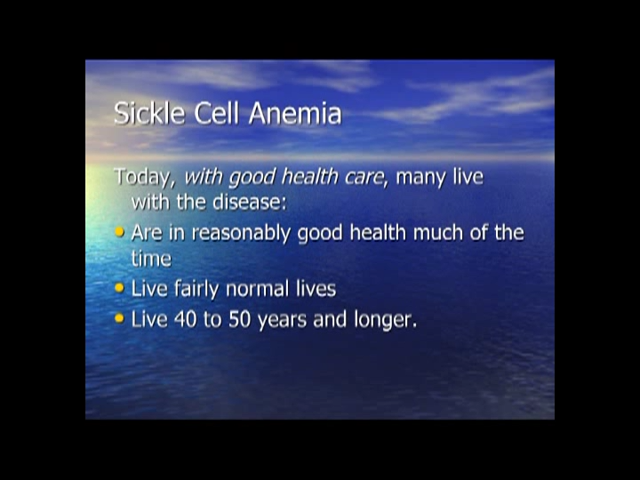 Sickle Cell Anemia
Today, with good health care, many live
with the disease:
• Are in reasonably good health much of the
time
• Live fairly normal lives
• Live 40 to 50 years and longer.